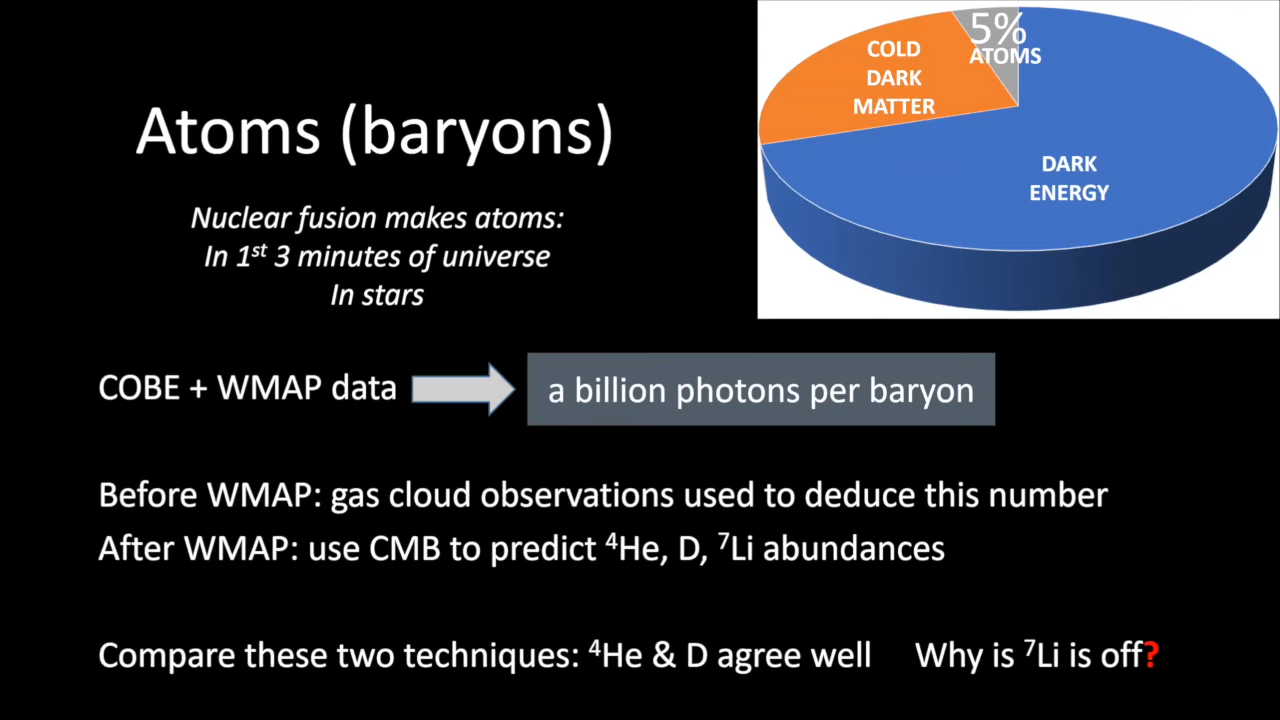 Atoms (baryons)
Nuclear fusion makes atoms:
In 1st 3 minutes of universe
In stars
5%
ATOMS
COLD
DARK
MATTER
DARK
ENERGY
COBE + WMAP data
a billion photons per baryon
Before WMAP: gas cloud observations used to deduce this number
After WMAP: use CMB to predict ⁴He, D, ⁷Li abundances
Compare these two techniques: ⁴He & D agree well Why is ⁷Li is off?